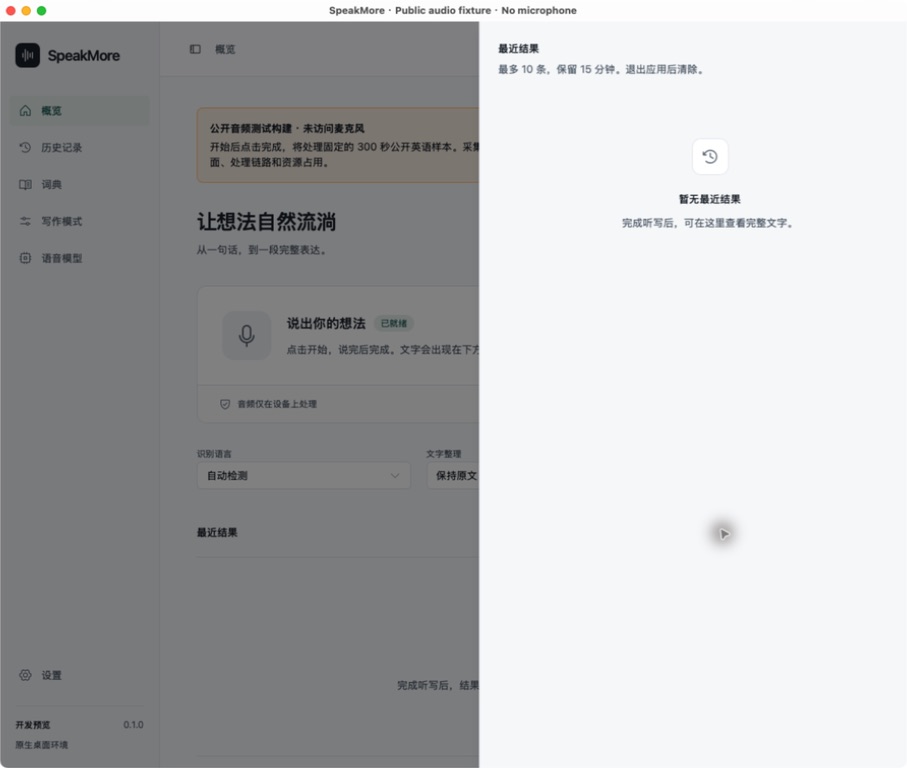 SpeakMore · Public audio fixture · No microphone
SpeakMore
概览
历史记录
词典
写作模式
语音模型
设置
开发预览 0.1.0
原生桌面环境
概览
公开音频测试构建 · 未访问麦克风
开始后点击完成，将处理固定的 300 秒公开英语样本。采集
面、处理链路和资源占用。
让想法自然流淌
从一句话，到一段完整表达。
说出你的想法 已就绪
点击开始，说完后完成。文字会出现在下方
音频仅在设备上处理
识别语言
自动检测
文字整理
保持原文
最近结果
完成听写后，结果
最近结果
最多 10 条，保留 15 分钟。退出应用后清除。
暂无最近结果
完成听写后，可在这里查看完整文字。